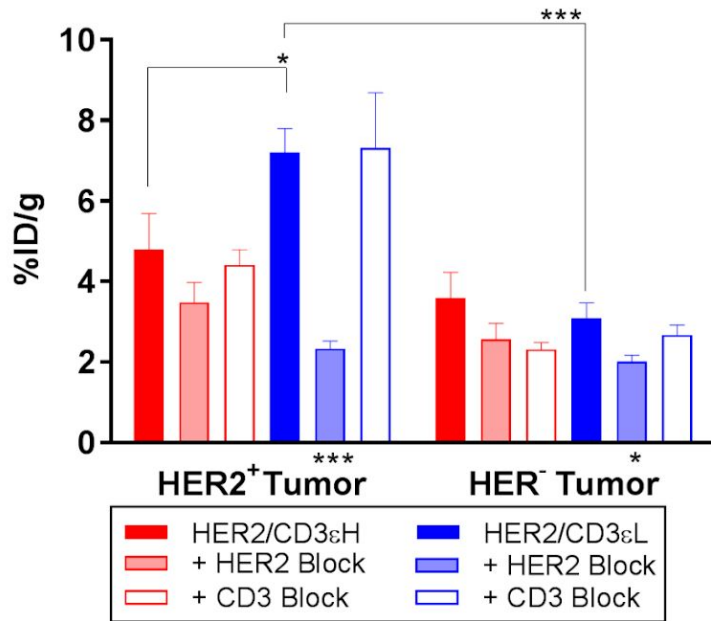 ***
10
*
8
6
%ID/g
4
2
0
*** *
HER2⁺ Tumor HER⁻ Tumor
HER2/CD3εH HER2/CD3εL
+ HER2 Block + HER2 Block
+ CD3 Block + CD3 Block